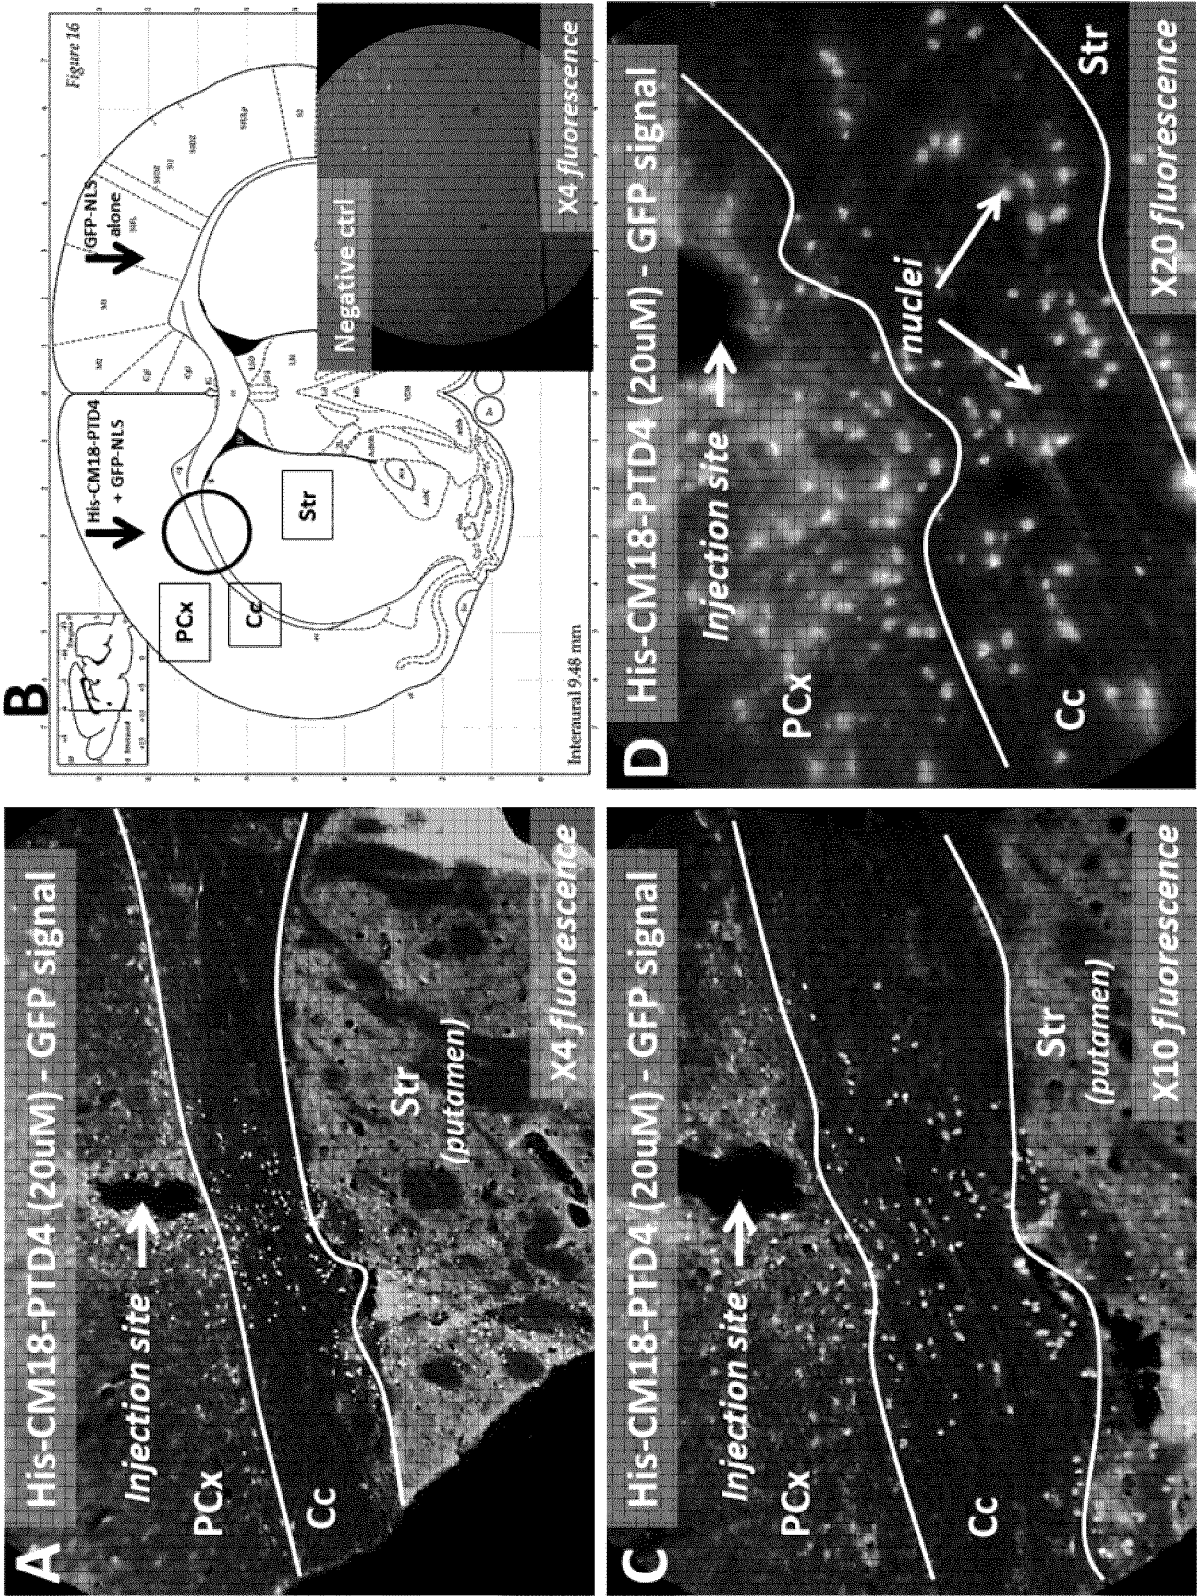 A
His-CM18-PTD4 (20uM) - GFP signal
Injection site
PCx
Cc
Str
(putamen)
X4 fluorescence
B
Figure 16
His-CM18-PTD4
+ GFP-NLS
GFP-NLS
alone
PCx
Cc
Str
Interaural 9.48 mm
Negative ctrl
X4 fluorescence
C
His-CM18-PTD4 (20uM) - GFP signal
Injection site
PCx
Cc
Str
(putamen)
X10 fluorescence
D
His-CM18-PTD4 (20uM) - GFP signal
Injection site
PCx
nuclei
Cc
Str
X20 fluorescence